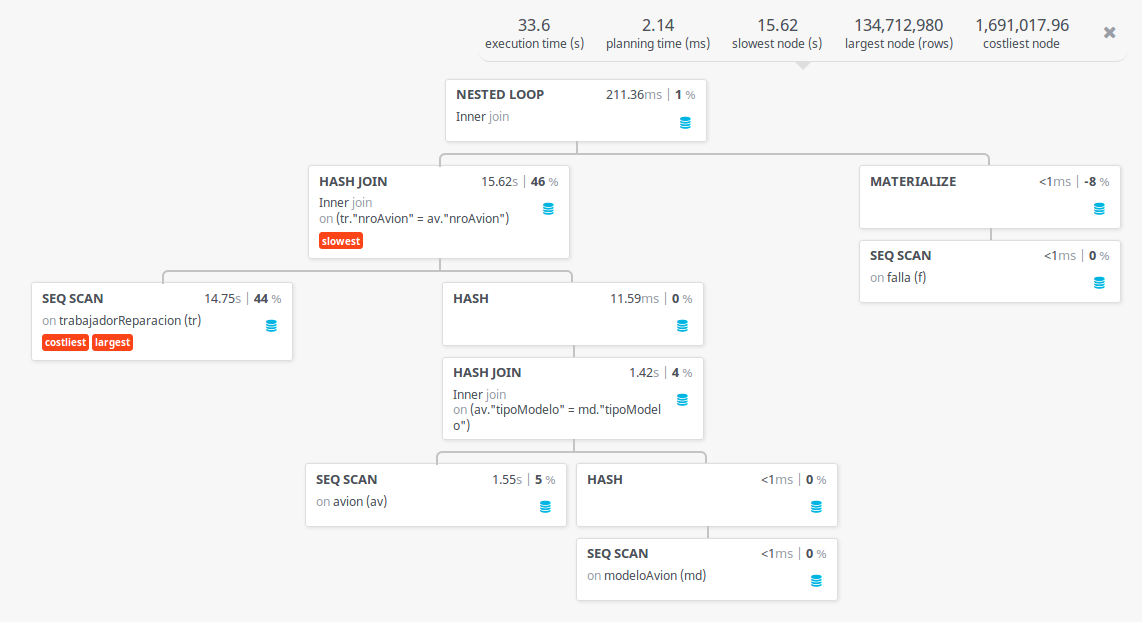 33.6 2.14 15.62 134,712,980 1,691,017.96
execution time (s) planning time (ms) slowest node (s) largest node (rows) costliest node
NESTED LOOP 211.36ms | 1 %
Inner join
HASH JOIN 15.62s | 46 %
Inner join
on (tr."nroAvion" = av."nroAvion")
slowest
MATERIALIZE <1ms | -8 %
SEQ SCAN <1ms | 0 %
on falla (f)
SEQ SCAN 14.75s | 44 %
on trabajadorReparacion (tr)
costliest largest
HASH 11.59ms | 0 %
HASH JOIN 1.42s | 4 %
Inner join
on (av."tipoModelo" = md."tipoModel
o")
SEQ SCAN 1.55s | 5 %
on avion (av)
HASH <1ms | 0 %
SEQ SCAN <1ms | 0 %
on modeloAvion (md)